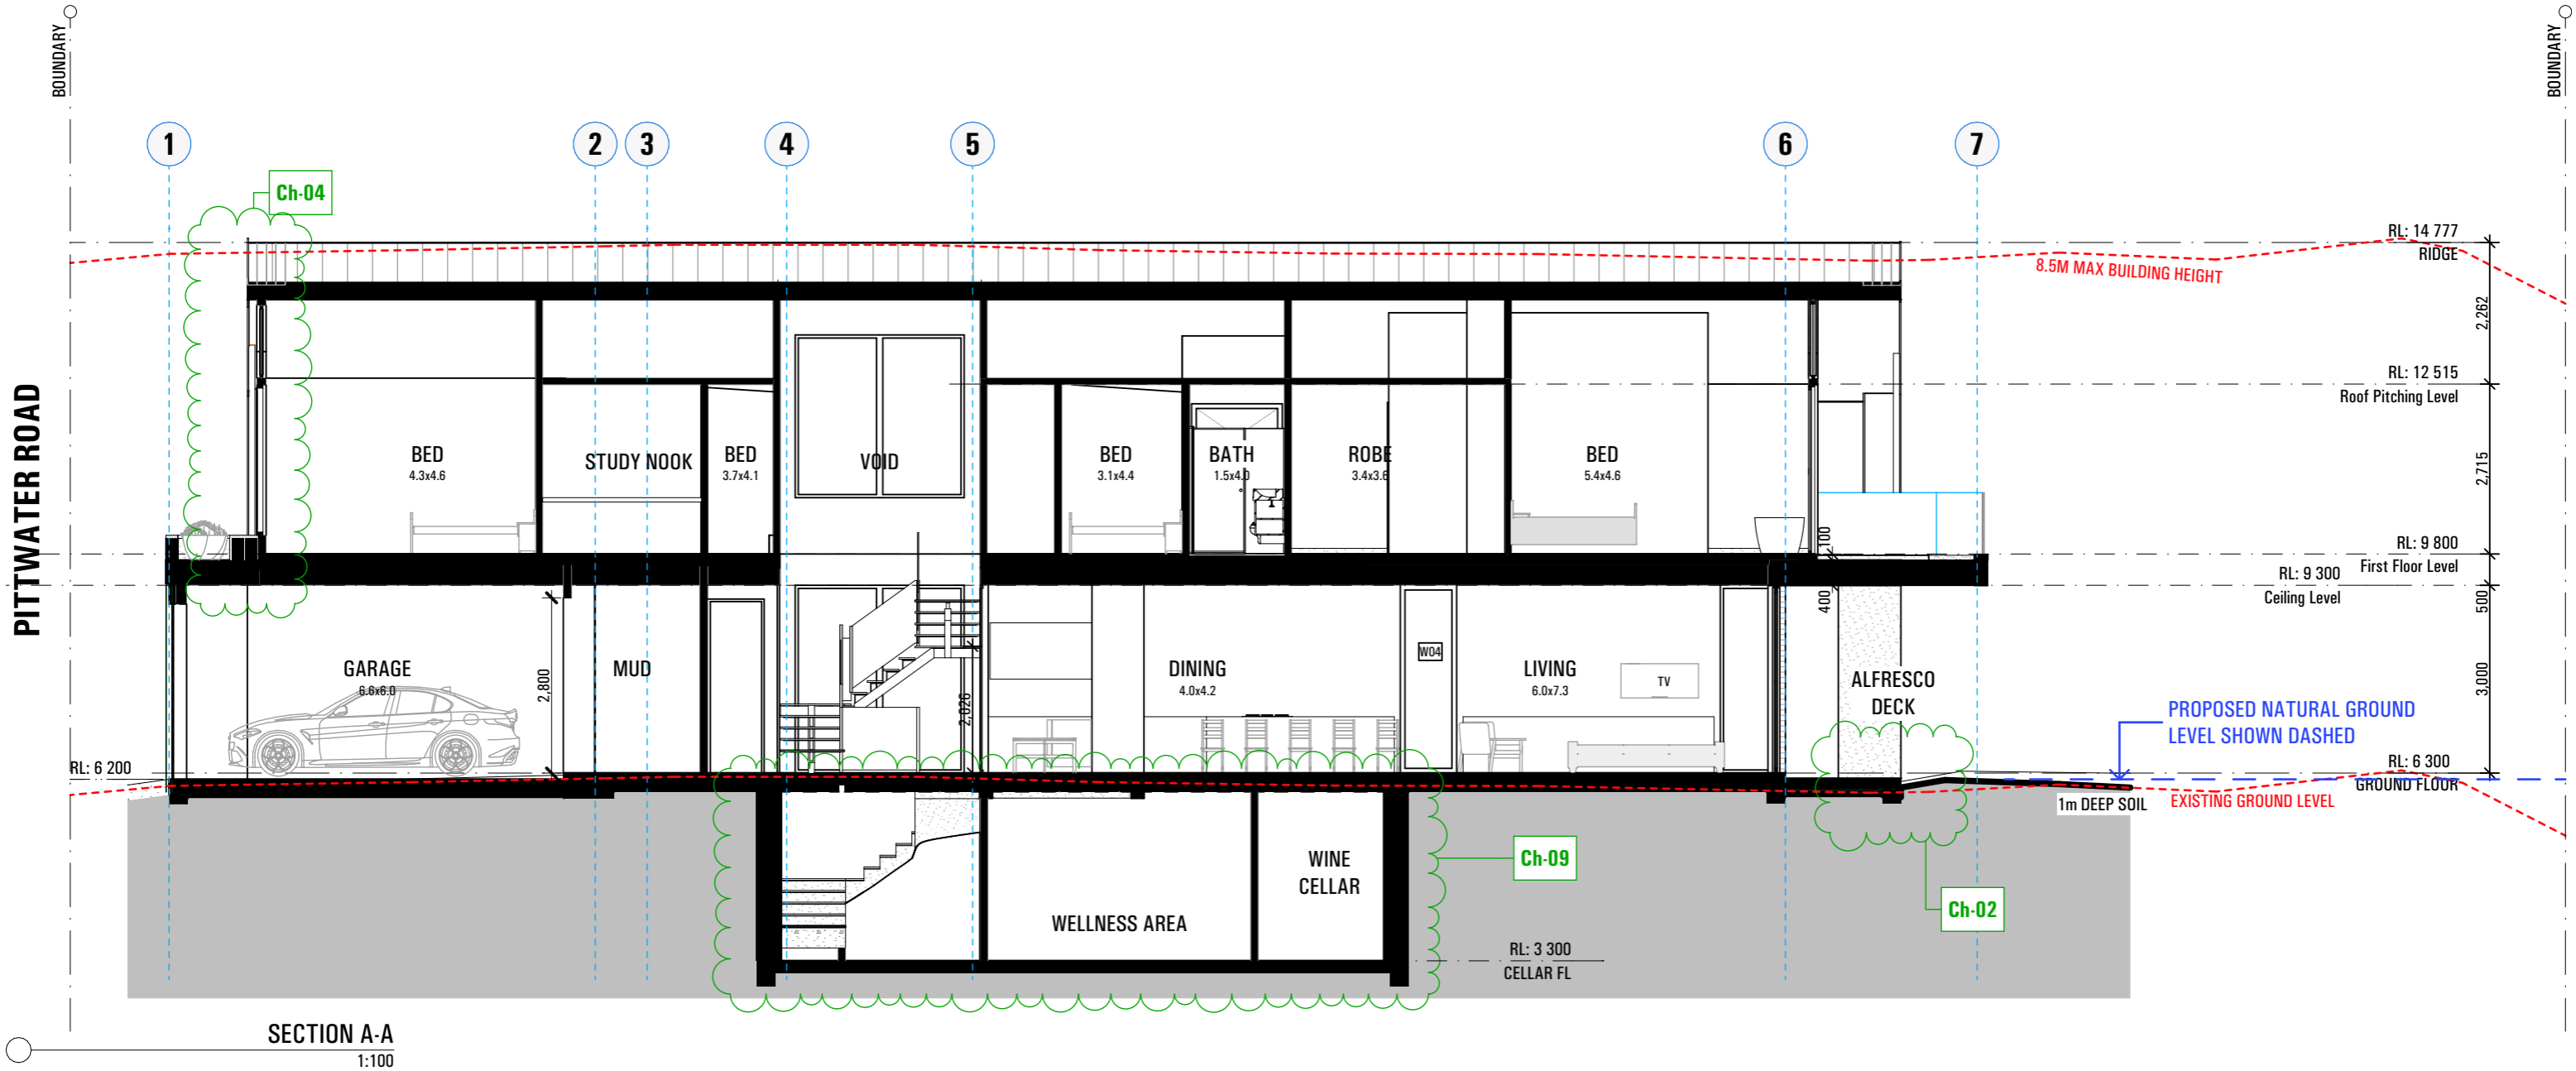 BOUNDARY
BOUNDARY
1
2
3
4
5
6
7
Ch-04
RL: 14 777
RIDGE
8.5M MAX BUILDING HEIGHT
2,262
RL: 12 515
Roof Pitching Level
PITTWATER ROAD
BED
4.3x4.6
STUDY NOOK
BED
3.7x4.1
VOID
BED
3.1x4.4
BATH
1.5x4.0
ROBE
3.4x3.6
BED
5.4x4.6
2,715
100
RL: 9 800
First Floor Level
RL: 9 300
Ceiling Level
400
500
GARAGE
6.6x6.0
2,800
MUD
2,026
DINING
4.0x4.2
W04
LIVING
6.0x7.3
TV
ALFRESCO
DECK
3,000
PROPOSED NATURAL GROUND
LEVEL SHOWN DASHED
RL: 6 200
RL: 6 300
GROUND FLOOR
1m DEEP SOIL
EXISTING GROUND LEVEL
WELLNESS AREA
WINE
CELLAR
Ch-09
Ch-02
RL: 3 300
CELLAR FL
SECTION A-A
1:100